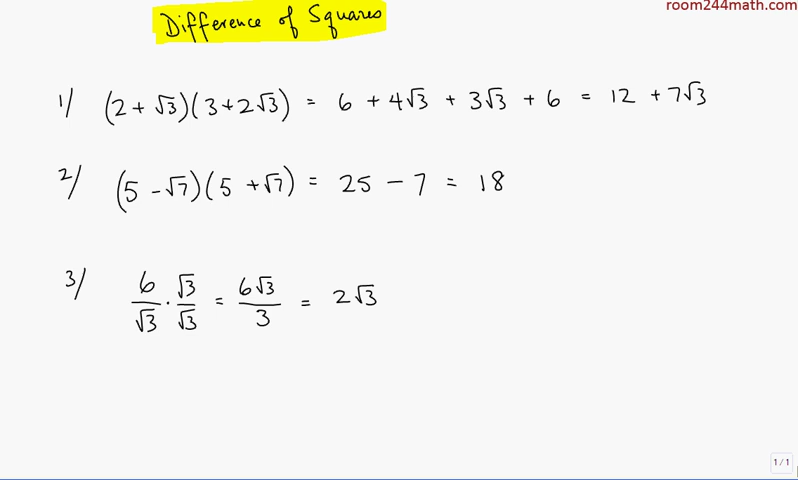 room244math.com
Difference of Squares
1/ (2 + √3)(3+2√3) = 6 + 4√3 + 3√3 + 6 = 12 + 7√3
2/ (5 - √7)(5 + √7) = 25 - 7 = 18
3/ 6/√3 · √3/√3 = 6√3/3 = 2√3
1/1